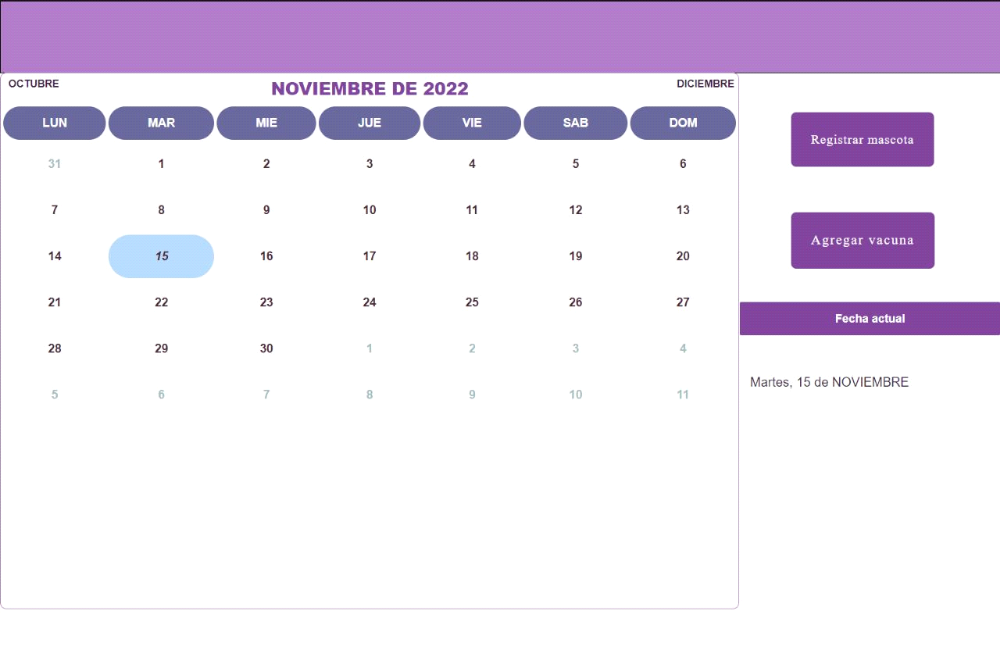 OCTUBRE NOVIEMBRE DE 2022 DICIEMBRE
LUN MAR MIE JUE VIE SAB DOM
31 1 2 3 4 5 6
7 8 9 10 11 12 13
14 15 16 17 18 19 20
21 22 23 24 25 26 27
28 29 30 1 2 3 4
5 6 7 8 9 10 11
Registrar mascota
Agregar vacuna
Fecha actual
Martes, 15 de NOVIEMBRE